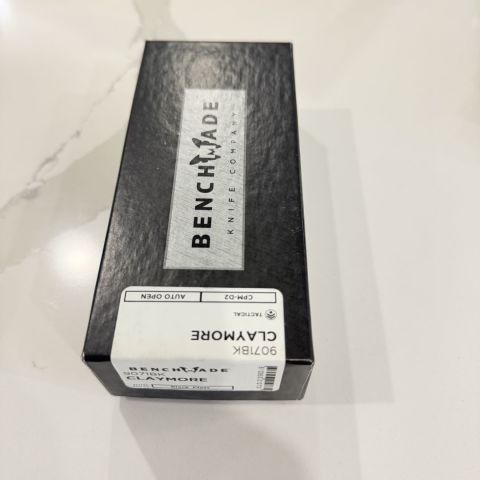 BENCHMADE
KNIFE COMPANY
CPM-D2
AUTO OPEN
TACTICAL
CLAYMORE
9071BK
BENCHMADE
9071BK
CLAYMORE